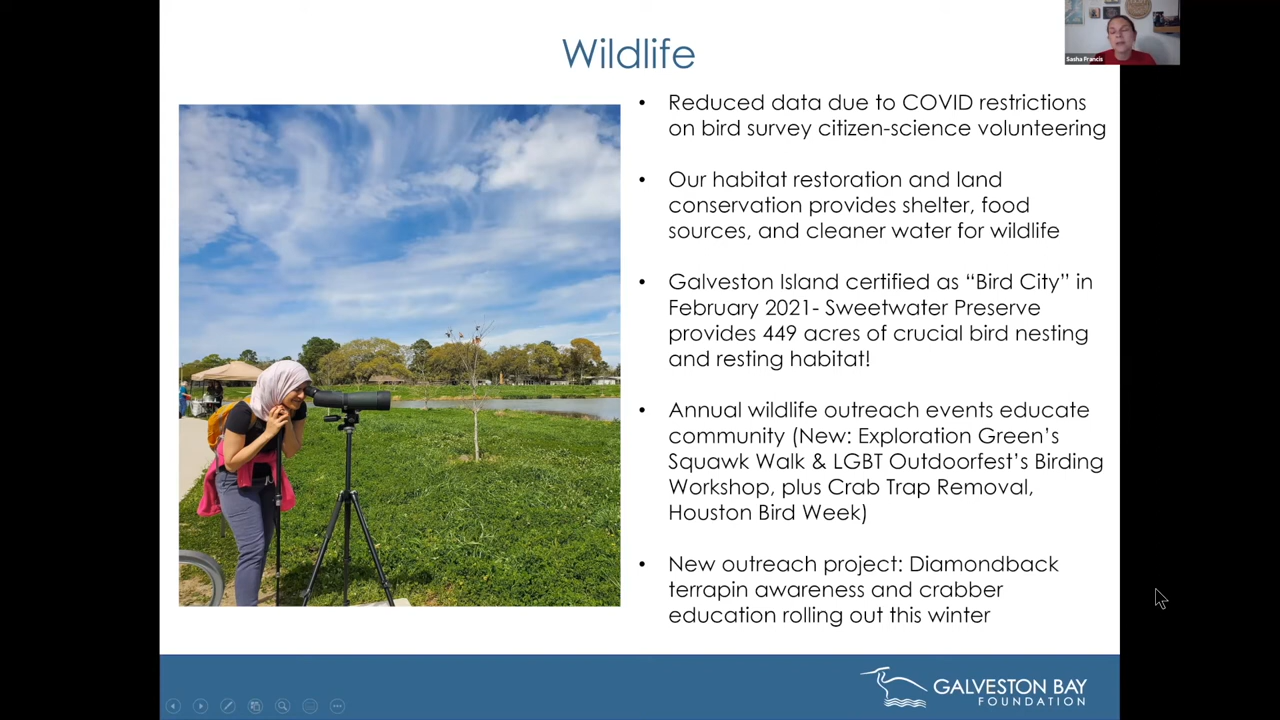 Wildlife
Sasha Francis
• Reduced data due to COVID restrictions
on bird survey citizen-science volunteering
• Our habitat restoration and land
conservation provides shelter, food
sources, and cleaner water for wildlife
• Galveston Island certified as “Bird City” in
February 2021- Sweetwater Preserve
provides 449 acres of crucial bird nesting
and resting habitat!
• Annual wildlife outreach events educate
community (New: Exploration Green’s
Squawk Walk & LGBT Outdoorfest’s Birding
Workshop, plus Crab Trap Removal,
Houston Bird Week)
• New outreach project: Diamondback
terrapin awareness and crabber
education rolling out this winter
GALVESTON BAY
FOUNDATION